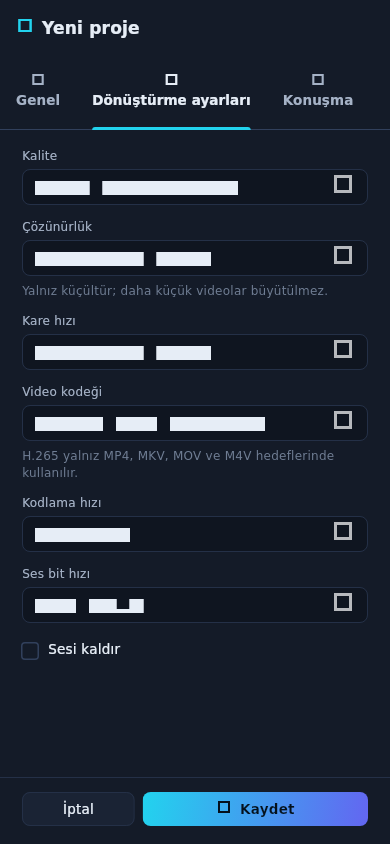 Yeni proje
Genel
Dönüştürme ayarları
Konuşma
Kalite
Çözünürlük
Yalnız küçültür; daha küçük videolar büyütülmez.
Kare hızı
Video kodeği
H.265 yalnız MP4, MKV, MOV ve M4V hedeflerinde
kullanılır.
Kodlama hızı
Ses bit hızı
Sesi kaldır
İptal
Kaydet